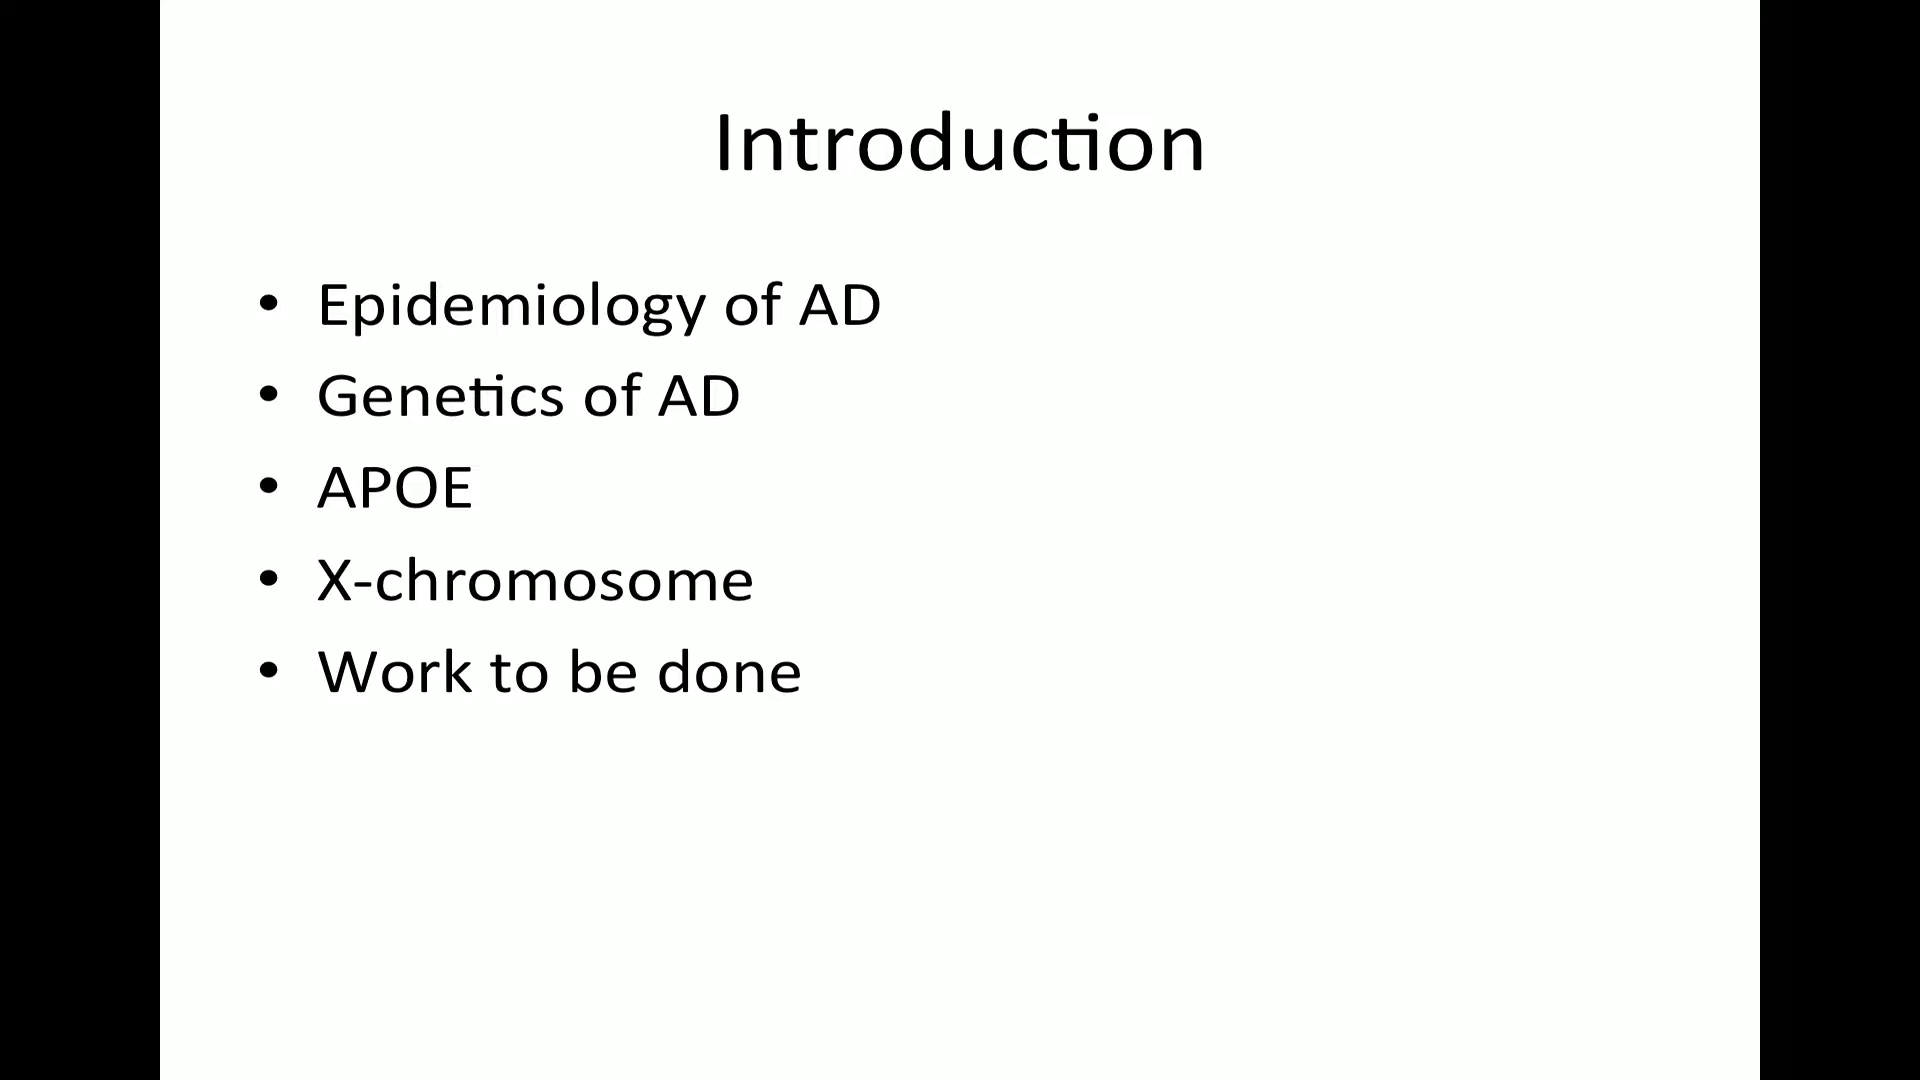 Introduction
• Epidemiology of AD
• Genetics of AD
• APOE
• X-chromosome
• Work to be done